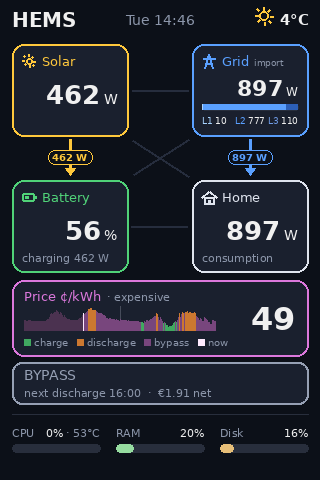 HEMS Tue 14:46 4°C
Solar
462 W
Grid import
897 W
L1 10 L2 777 L3 110
462 W
897 W
Battery
56 %
charging 462 W
Home
897 W
consumption
Price ¢/kWh · expensive
49
charge discharge bypass now
BYPASS
next discharge 16:00 · €1.91 net
CPU 0% · 53°C RAM 20% Disk 16%